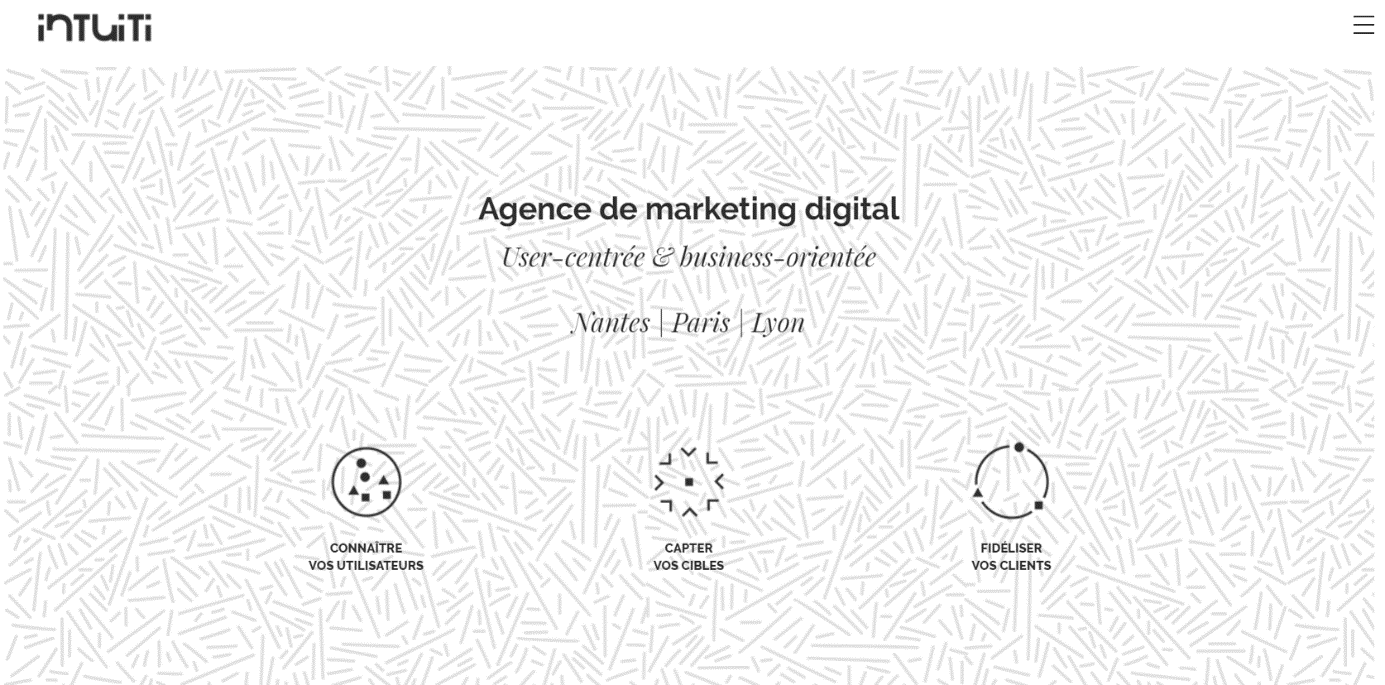 intuiti
Agence de marketing digital
User-centrée & business-orientée
Nantes | Paris | Lyon
CONNAÎTRE
VOS UTILISATEURS
CAPTER
VOS CIBLES
FIDÉLISER
VOS CLIENTS